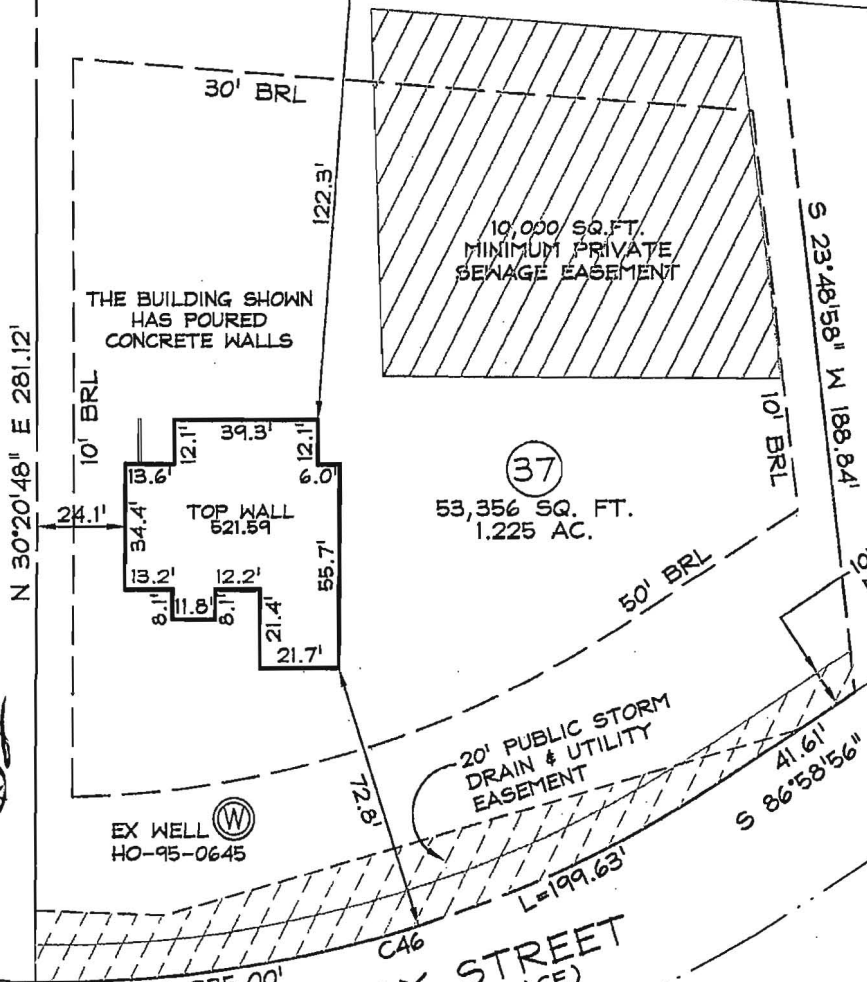 30' BRL
122.3'
10,000 SQ.FT.
MINIMUM PRIVATE
SEWAGE EASEMENT
S 23°48'58" W 188.84'
THE BUILDING SHOWN
HAS POURED
CONCRETE WALLS
N 30°20'48" E 281.12'
10' BRL
10' BRL
12.1'
39.3'
12.1'
13.6'
6.0'
37
53,356 SQ. FT.
1.225 AC.
24.1'
34.4'
TOP WALL
521.59
55.7'
13.2'
12.2'
8.1'
11.8'
8.1'
21.4'
21.7'
50' BRL
10'
20' PUBLIC STORM
DRAIN & UTILITY
EASEMENT
72.8'
41.61'
S 86°58'56"
EX WELL
W
HO-95-0645
L=199.63'
C46
STREET